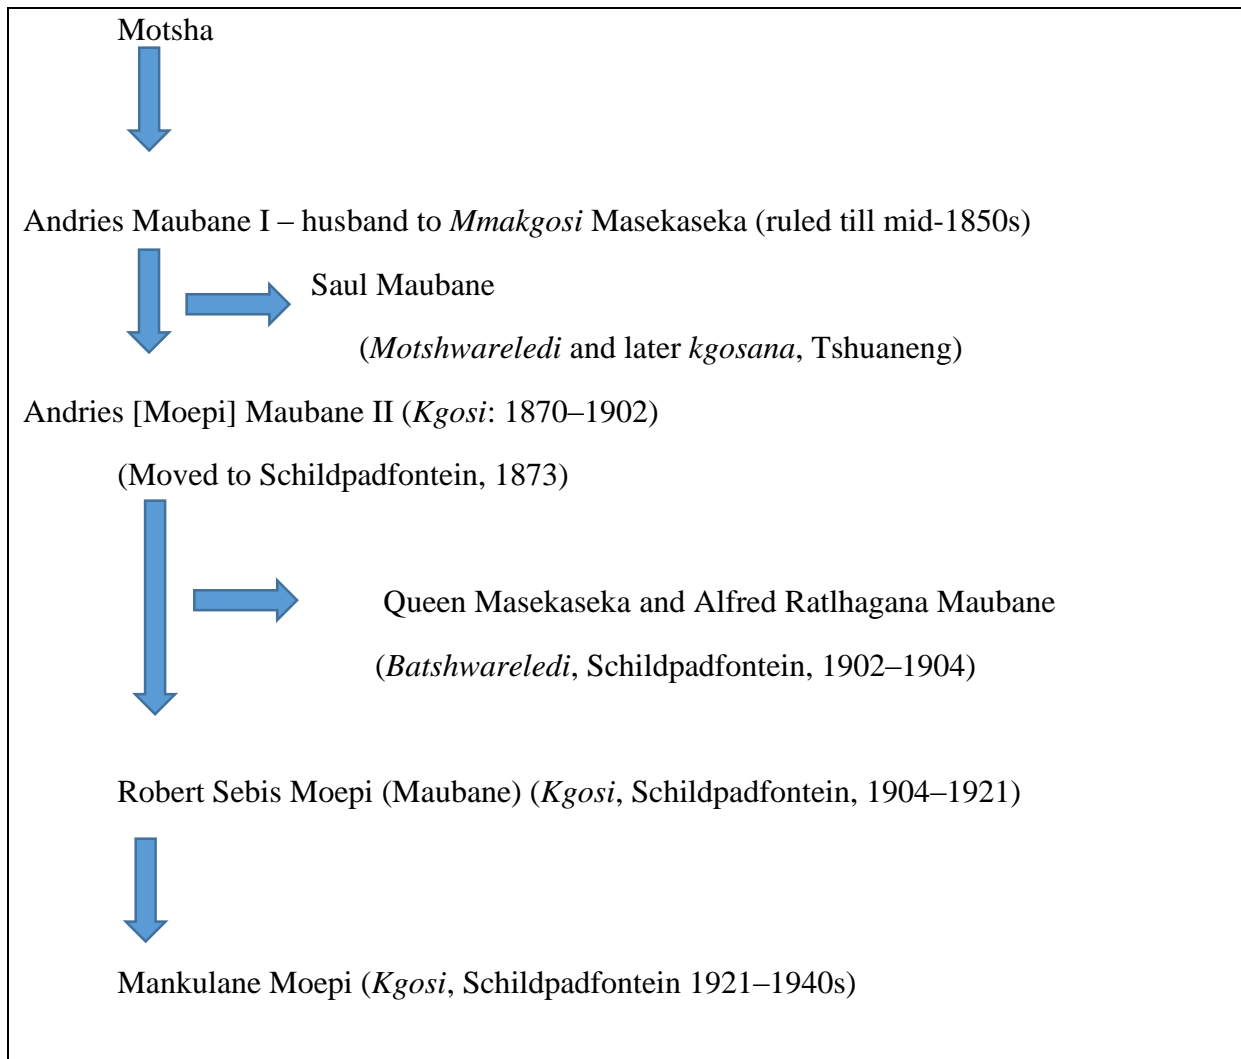 Motsha
Andries Maubane I – husband to Mmakgosi Masekaseka (ruled till mid-1850s)
Saul Maubane
(Motshwareledi and later kgosana, Tshuaneng)
Andries [Moepi] Maubane II (Kgosi: 1870–1902)
(Moved to Schildpadfontein, 1873)
Queen Masekaseka and Alfred Ratlhagana Maubane
(Batshwareledi, Schildpadfontein, 1902–1904)
Robert Sebis Moepi (Maubane) (Kgosi, Schildpadfontein, 1904–1921)
Mankulane Moepi (Kgosi, Schildpadfontein 1921–1940s)